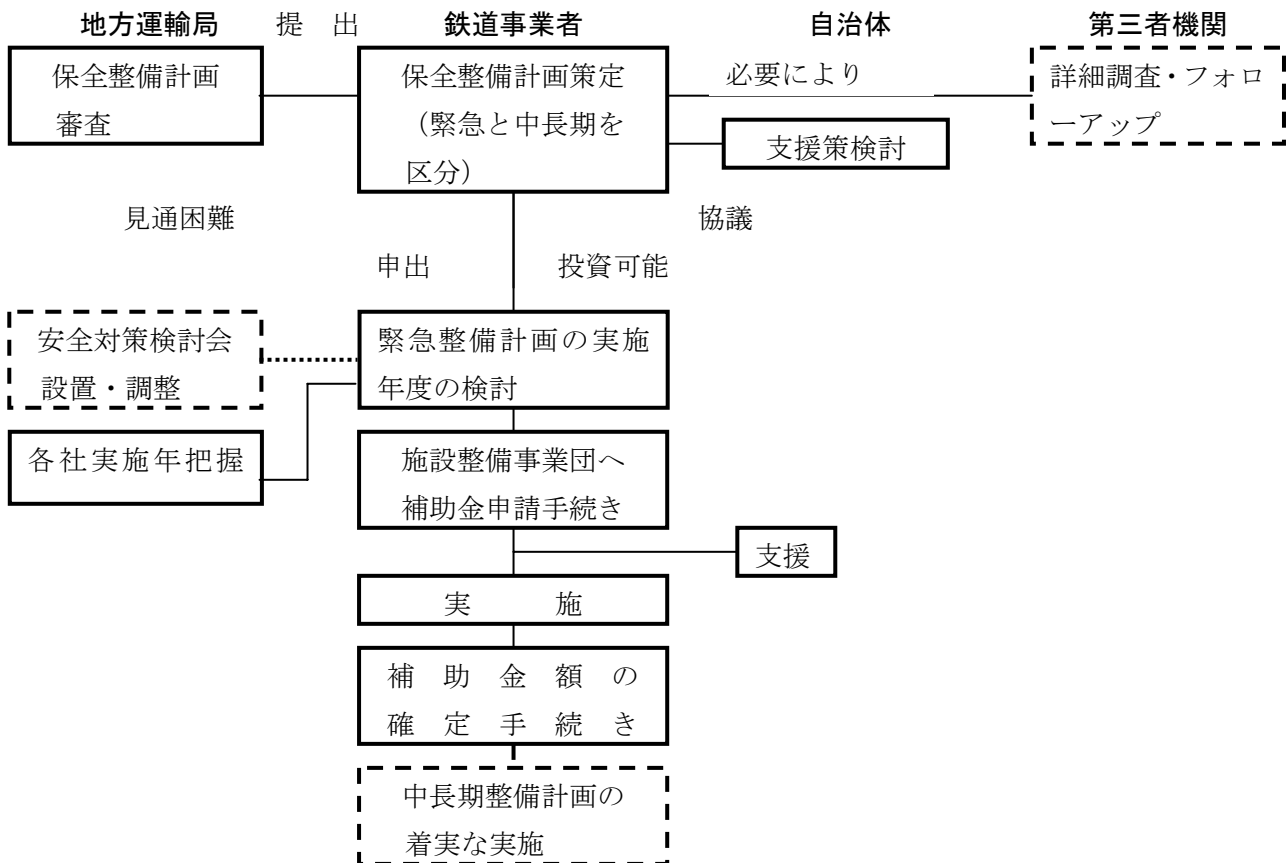 地方運輸局 提 出 鉄道事業者 自治体 第三者機関
保全整備計画
審査
保全整備計画策定
(緊急と中長期を
区分)
必要により
詳細調査・フォロ
ーアップ
支援策検討
見通困難
協議
申出
投資可能
安全対策検討会
設置・調整
緊急整備計画の実施
年度の検討
各社実施年把握
施設整備事業団へ
補助金申請手続き
支援
実 施
補 助 金 額 の
確 定 手 続 き
中長期整備計画の
着実な実施